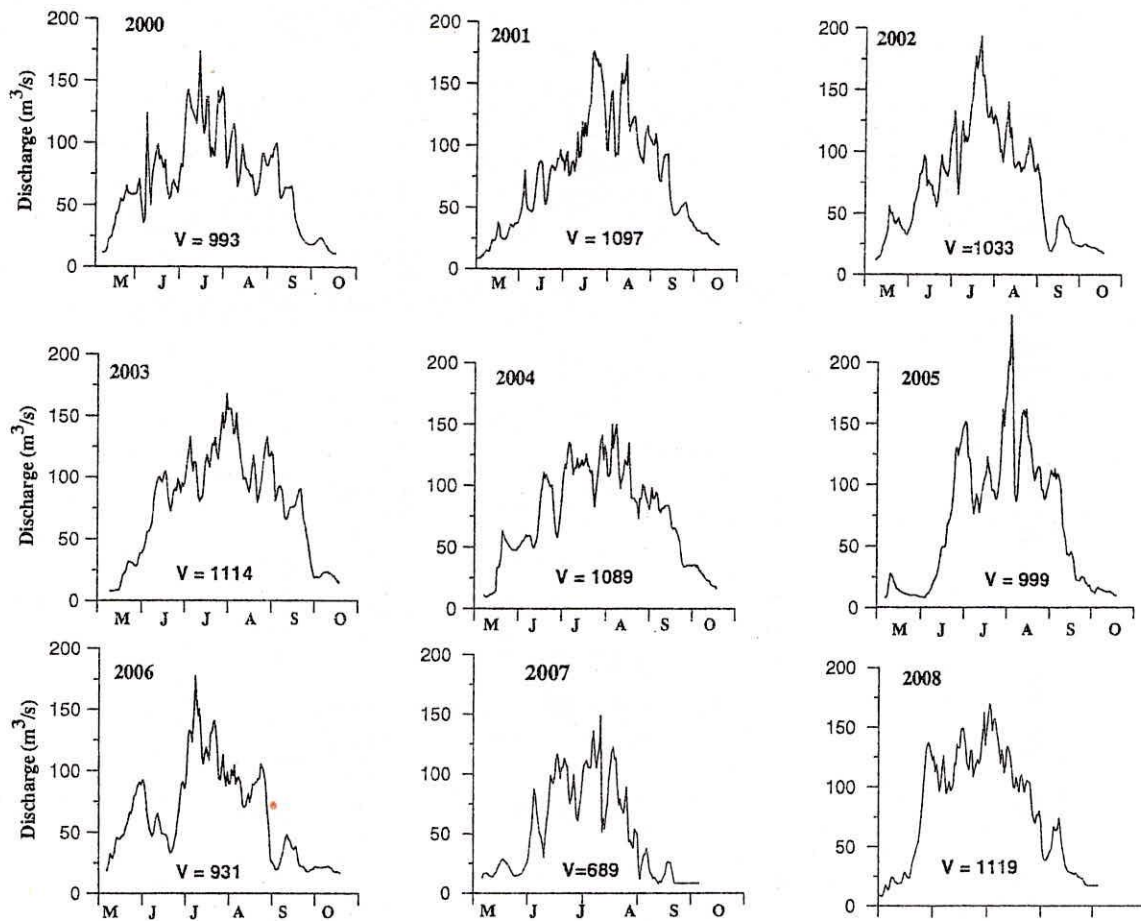 2000
Discharge (m³/s)
200
150
100
50
0
V = 993
M J J A S O
2001
200
150
100
50
0
V = 1097
M J J A S O
2002
200
150
100
50
0
V =1033
M J J A S O
2003
Discharge (m³/s)
200
150
100
50
0
V = 1114
M J J A S O
2004
200
150
100
50
0
V = 1089
M J J A S O
2005
200
150
100
50
0
V = 999
M J J A S O
2006
Discharge (m³/s)
200
150
100
50
0
V = 931
M J J A S O
2007
200
150
100
50
0
V=689
M J J A S O
2008
200
150
100
50
0
V = 1119
M J J A S O